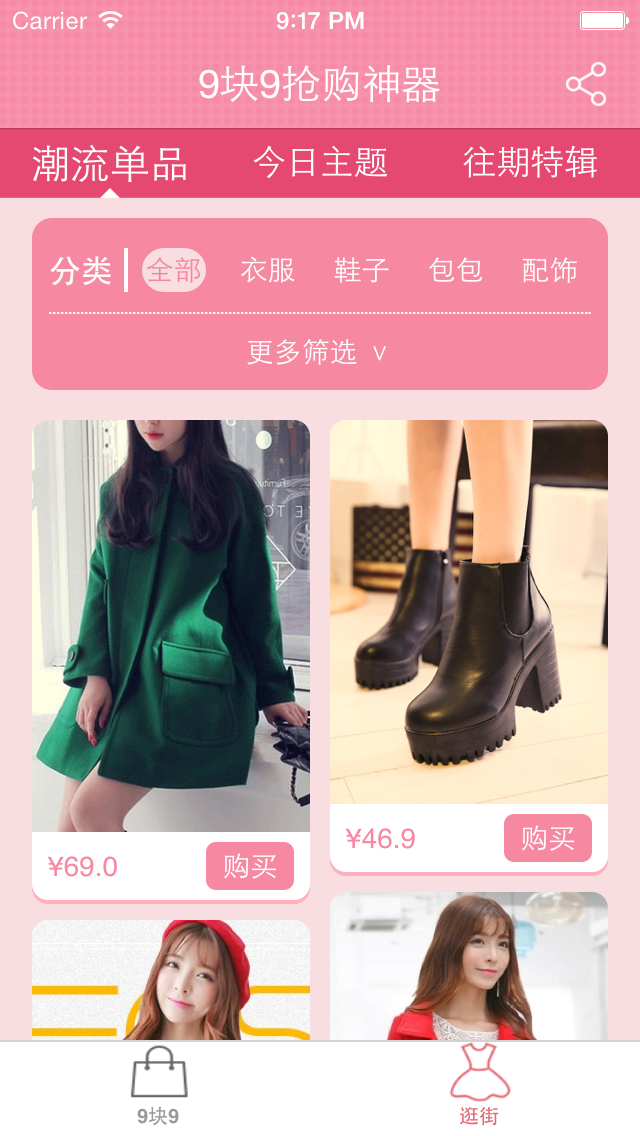 Carrier 9:17 PM
9块9抢购神器
潮流单品 今日主题 往期特辑
分类 全部 衣服 鞋子 包包 配饰
更多筛选 ∨
¥69.0 购买
¥46.9 购买
9块9 逛街